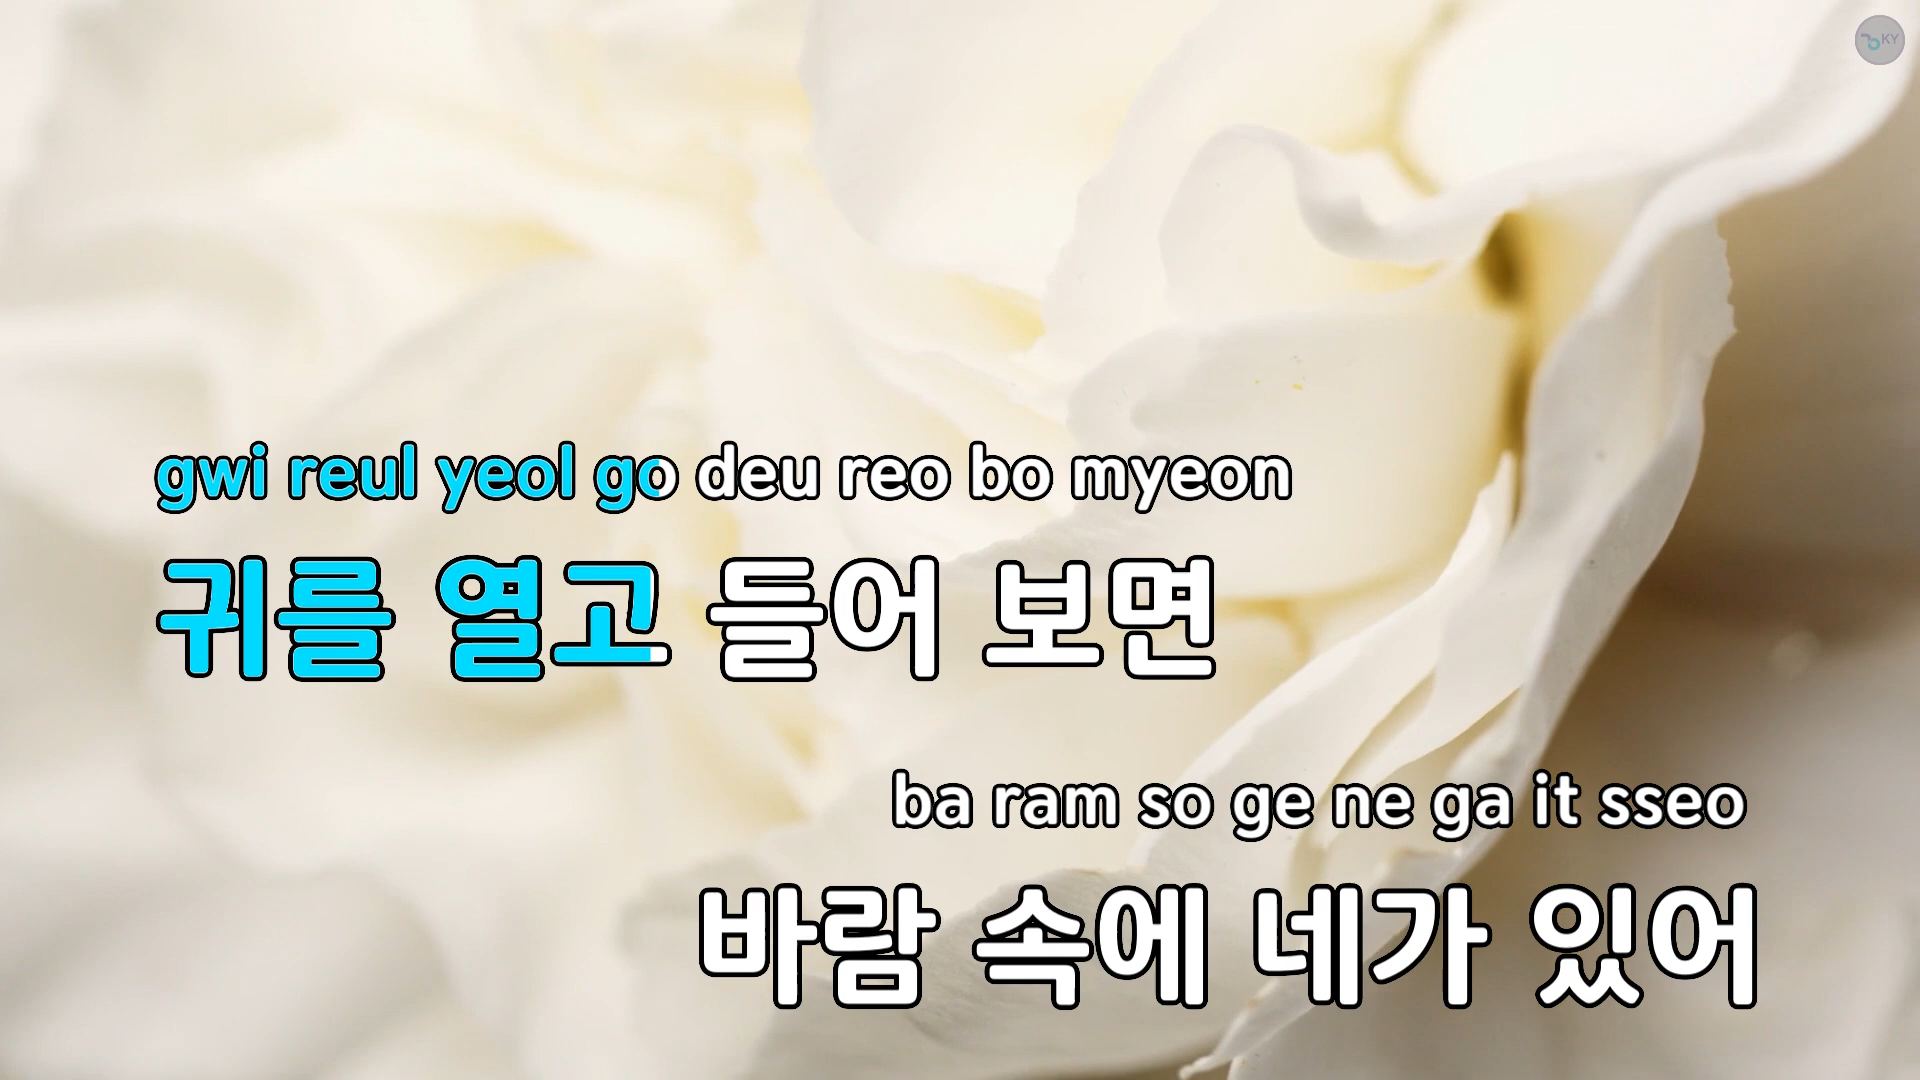 KY
gwi reul yeol go deu reo bo myeon
귀를 열고 들어 보면
ba ram so ge ne ga it sseo
바람 속에 네가 있어